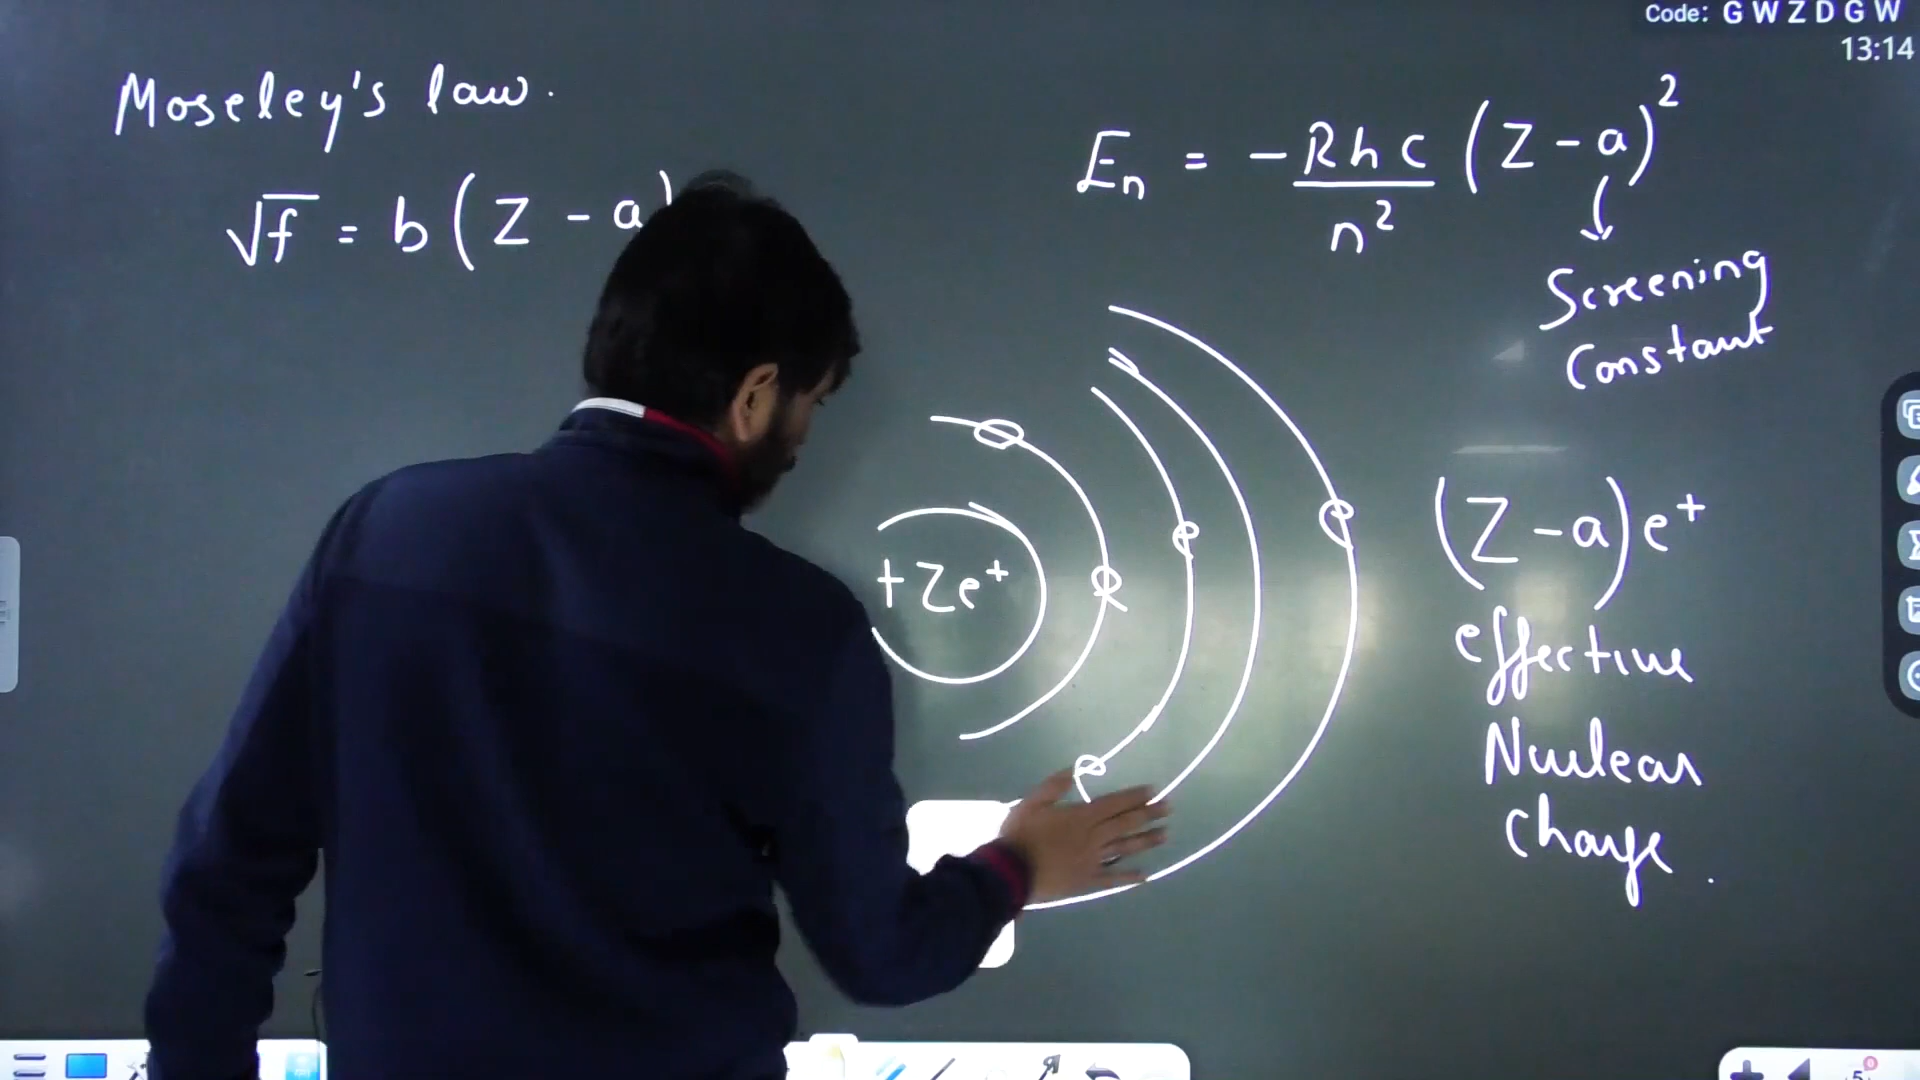 Code: G W Z D G W
13:14
Moseley's law.
√f = b (Z - a)
En = -Rhc/n² (Z - a)²
Screening
Constant
+Ze⁺
(Z - a)e⁺
effective
Nuclear
Charge.